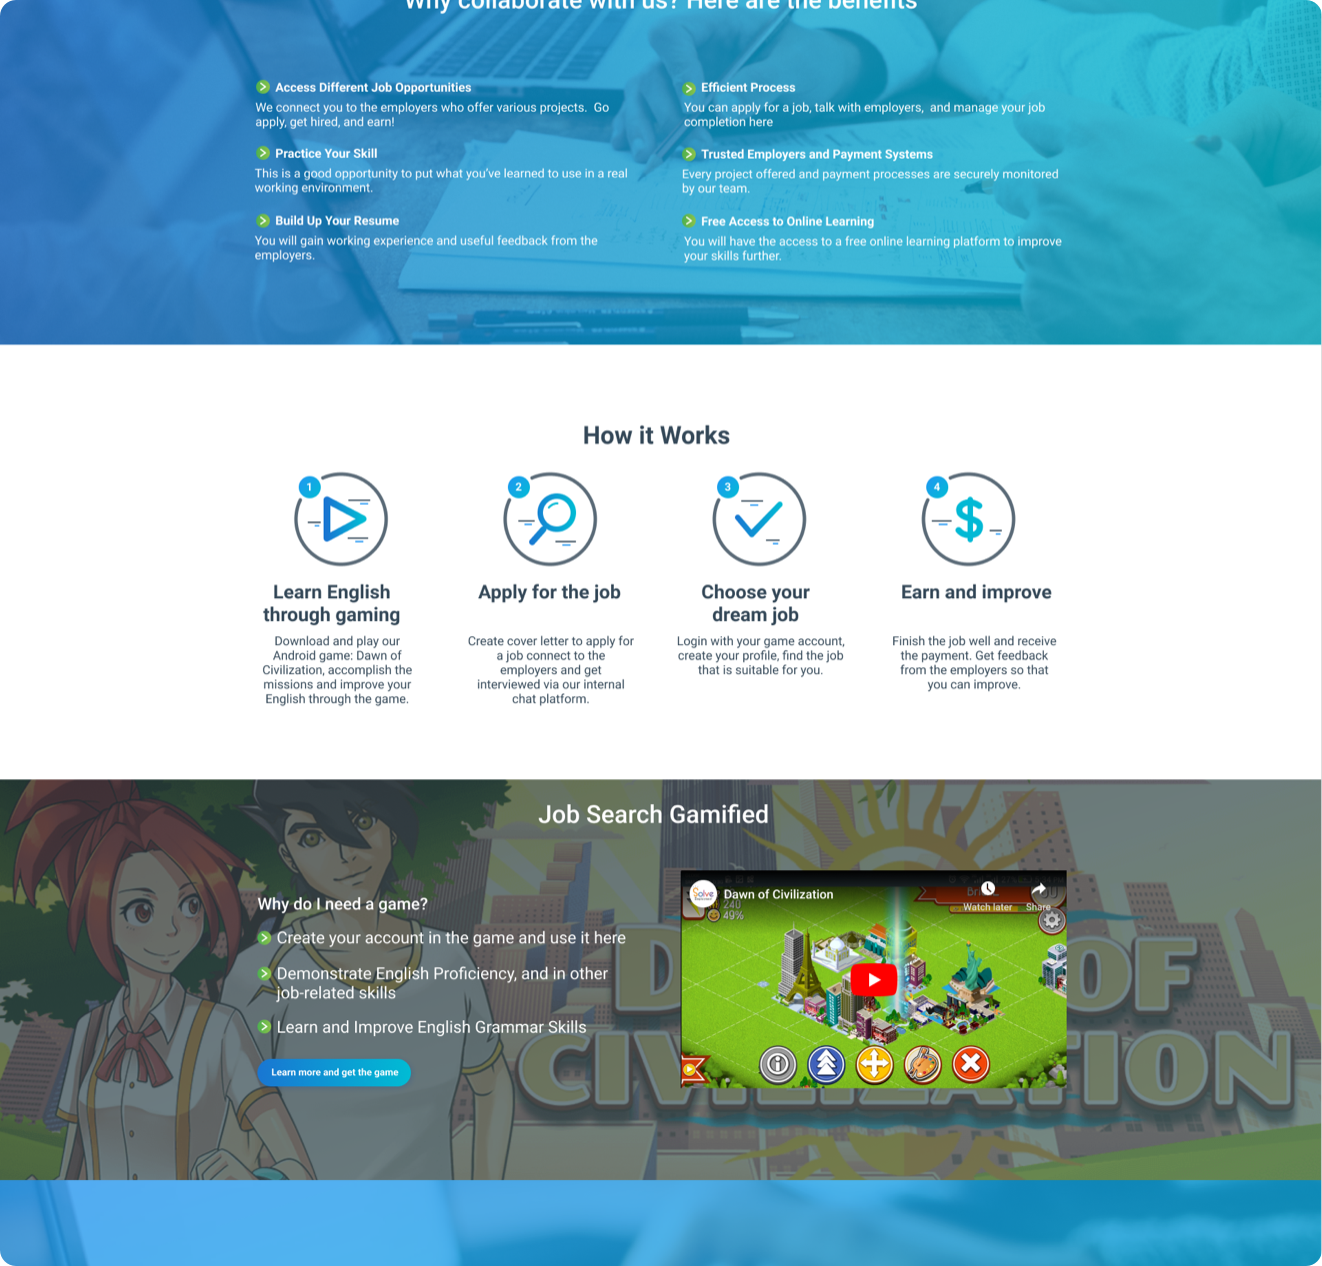 Why collaborate with us? Here are the benefits
Access Different Job Opportunities
We connect you to the employers who offer various projects.  Go
apply, get hired, and earn!
Practice Your Skill
This is a good opportunity to put what you've learned to use in a real
working environment.
Build Up Your Resume
You will gain working experience and useful feedback from the
employers.
Efficient Process
You can apply for a job, talk with employers,  and manage your job
completion here
Trusted Employers and Payment Systems
Every project offered and payment processes are securely monitored
by our team.
Free Access to Online Learning
You will have the access to a free online learning platform to improve
your skills further.
How it Works
1
Learn English
through gaming
Download and play our
Android game: Dawn of
Civilization, accomplish the
missions and improve your
English through the game.
2
Apply for the job
Create cover letter to apply for
a job connect to the
employers and get
interviewed via our internal
chat platform.
3
Choose your
dream job
Login with your game account,
create your profile, find the job
that is suitable for you.
4
Earn and improve
Finish the job well and receive
the payment. Get feedback
from the employers so that
you can improve.
Job Search Gamified
Why do I need a game?
Create your account in the game and use it here
Demonstrate English Proficiency, and in other
job-related skills
Learn and Improve English Grammar Skills
Learn more and get the game
Solve
Dawn of Civilization
Watch later
Share
240
49%
OF